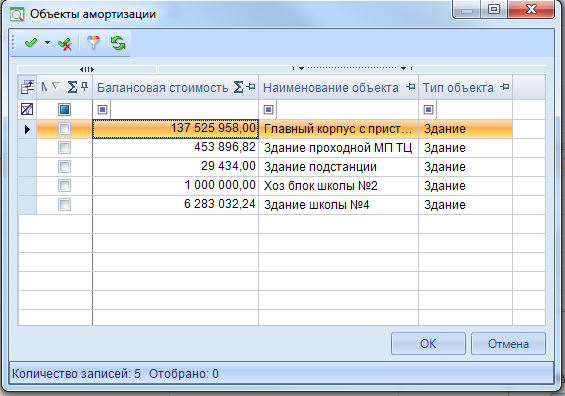 Объекты амортизации
М Σ Балансовая стоимость Σ Наименование объекта Тип объекта
137 525 958,00 Главный корпус с прист... Здание
453 896,82 Здание проходной МП ТЦ Здание
29 434,00 Здание подстанции Здание
1 000 000,00 Хоз блок школы №2 Здание
6 283 032,24 Здание школы №4 Здание
OK Отмена
Количество записей: 5 Отобрано: 0